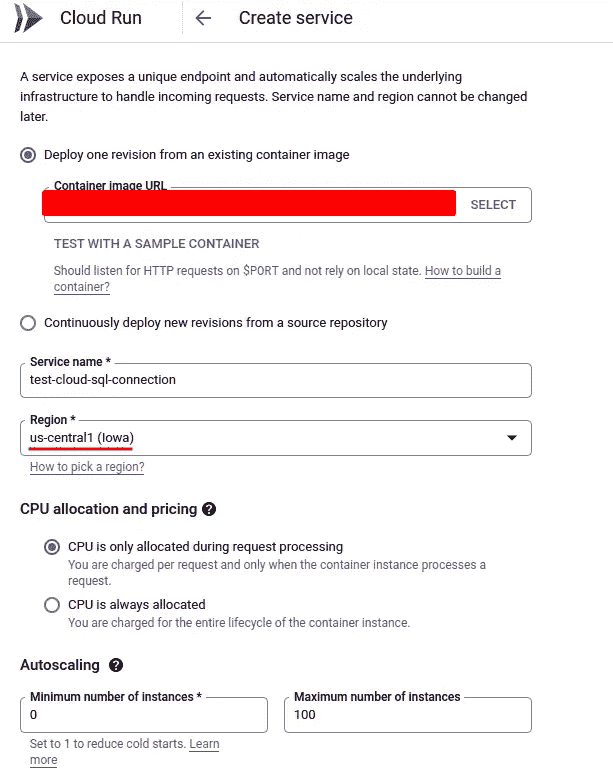 Cloud Run
Create service
A service exposes a unique endpoint and automatically scales the underlying
infrastructure to handle incoming requests. Service name and region cannot be changed
later.
Deploy one revision from an existing container image
Container image URL
SELECT
TEST WITH A SAMPLE CONTAINER
Should listen for HTTP requests on $PORT and not rely on local state. How to build a
container?
Continuously deploy new revisions from a source repository
Service name *
test-cloud-sql-connection
Region *
us-central1 (Iowa)
How to pick a region?
CPU allocation and pricing ?
CPU is only allocated during request processing
You are charged per request and only when the container instance processes a
request.
CPU is always allocated
You are charged for the entire lifecycle of the container instance.
Autoscaling ?
Minimum number of instances *
0
Maximum number of instances
100
Set to 1 to reduce cold starts. Learn
more